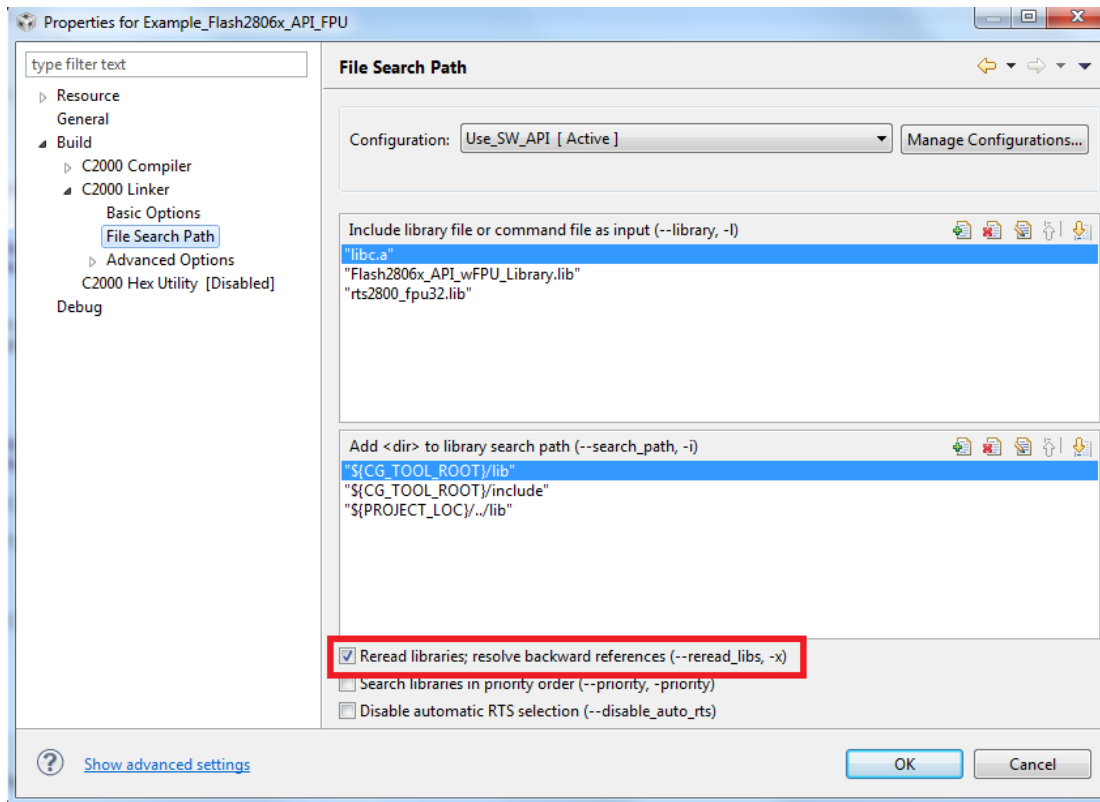 Properties for Example_Flash2806x_API_FPU
type filter text
Resource
General
Build
C2000 Compiler
C2000 Linker
Basic Options
File Search Path
Advanced Options
C2000 Hex Utility [Disabled]
Debug
File Search Path
Configuration: Use_SW_API [ Active ] Manage Configurations...
Include library file or command file as input (--library, -l)
"libc.a"
"Flash2806x_API_wFPU_Library.lib"
"rts2800_fpu32.lib"
Add <dir> to library search path (--search_path, -i)
"${CG_TOOL_ROOT}/lib"
"${CG_TOOL_ROOT}/include"
"${PROJECT_LOC}/../lib"
Reread libraries; resolve backward references (--reread_libs, -x)
Search libraries in priority order (--priority, -priority)
Disable automatic RTS selection (--disable_auto_rts)
? Show advanced settings OK Cancel